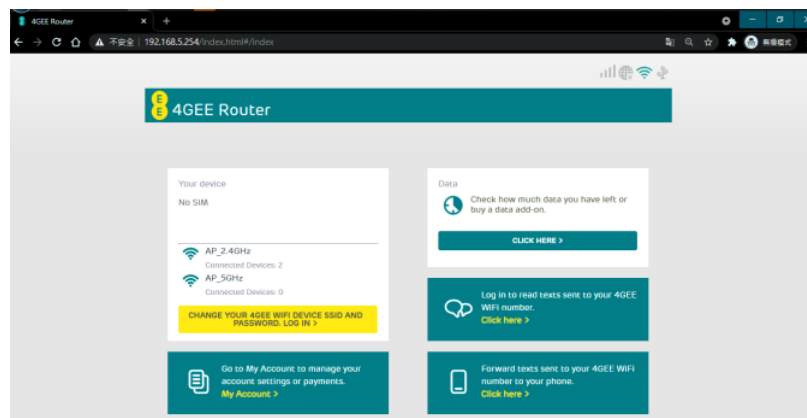 4GEE Router
不安全 | 192.168.5.254/index.html#/index
無痕模式
E
E
4GEE Router
Your device
No SIM
AP_2.4GHz
Connected Devices: 2
AP_5GHz
Connected Devices: 0
CHANGE YOUR 4GEE WIFI DEVICE SSID AND
PASSWORD. LOG IN >
Go to My Account to manage your
account settings or payments.
My Account >
Data
Check how much data you have left or
buy a data add-on.
CLICK HERE >
Log in to read texts sent to your 4GEE
WiFi number.
Click here >
Forward texts sent to your 4GEE WiFi
number to your phone.
Click here >